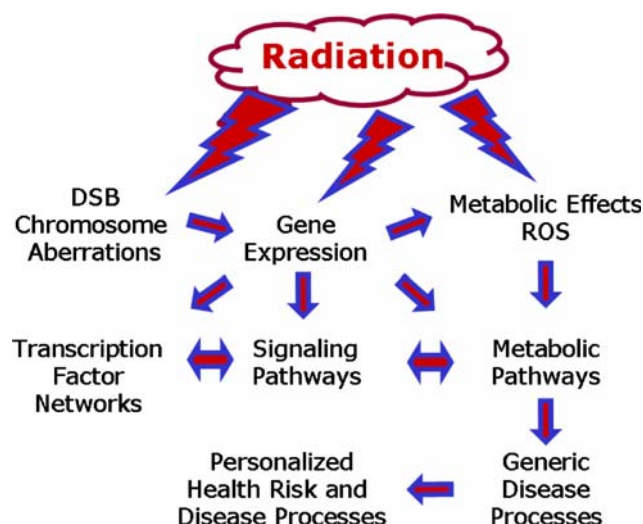 Radiation
DSB
Chromosome
Aberrations
Gene
Expression
Metabolic Effects
ROS
Transcription
Factor
Networks
Signaling
Pathways
Metabolic
Pathways
Personalized
Health Risk and
Disease Processes
Generic
Disease
Processes